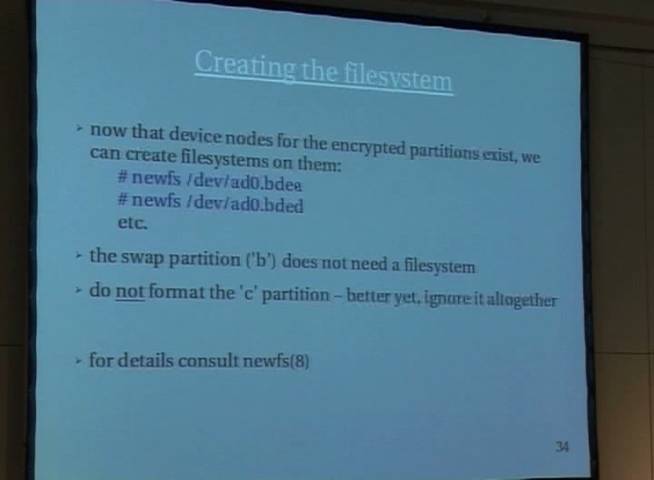 Creating the filesystem
➢ now that device nodes for the encrypted partitions exist, we
can create filesystems on them:
# newfs /dev/ad0.bdea
# newfs /dev/ad0.bded
etc.
➢ the swap partition ('b') does not need a filesystem
➢ do not format the 'c' partition – better yet, ignore it altogether
➢ for details consult newfs(8)
34